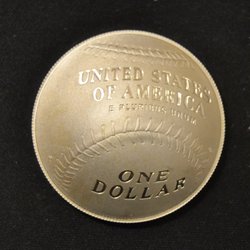 UNITED STATES
OF AMERICA
E PLURIBUS UNUM
ONE
DOLLAR